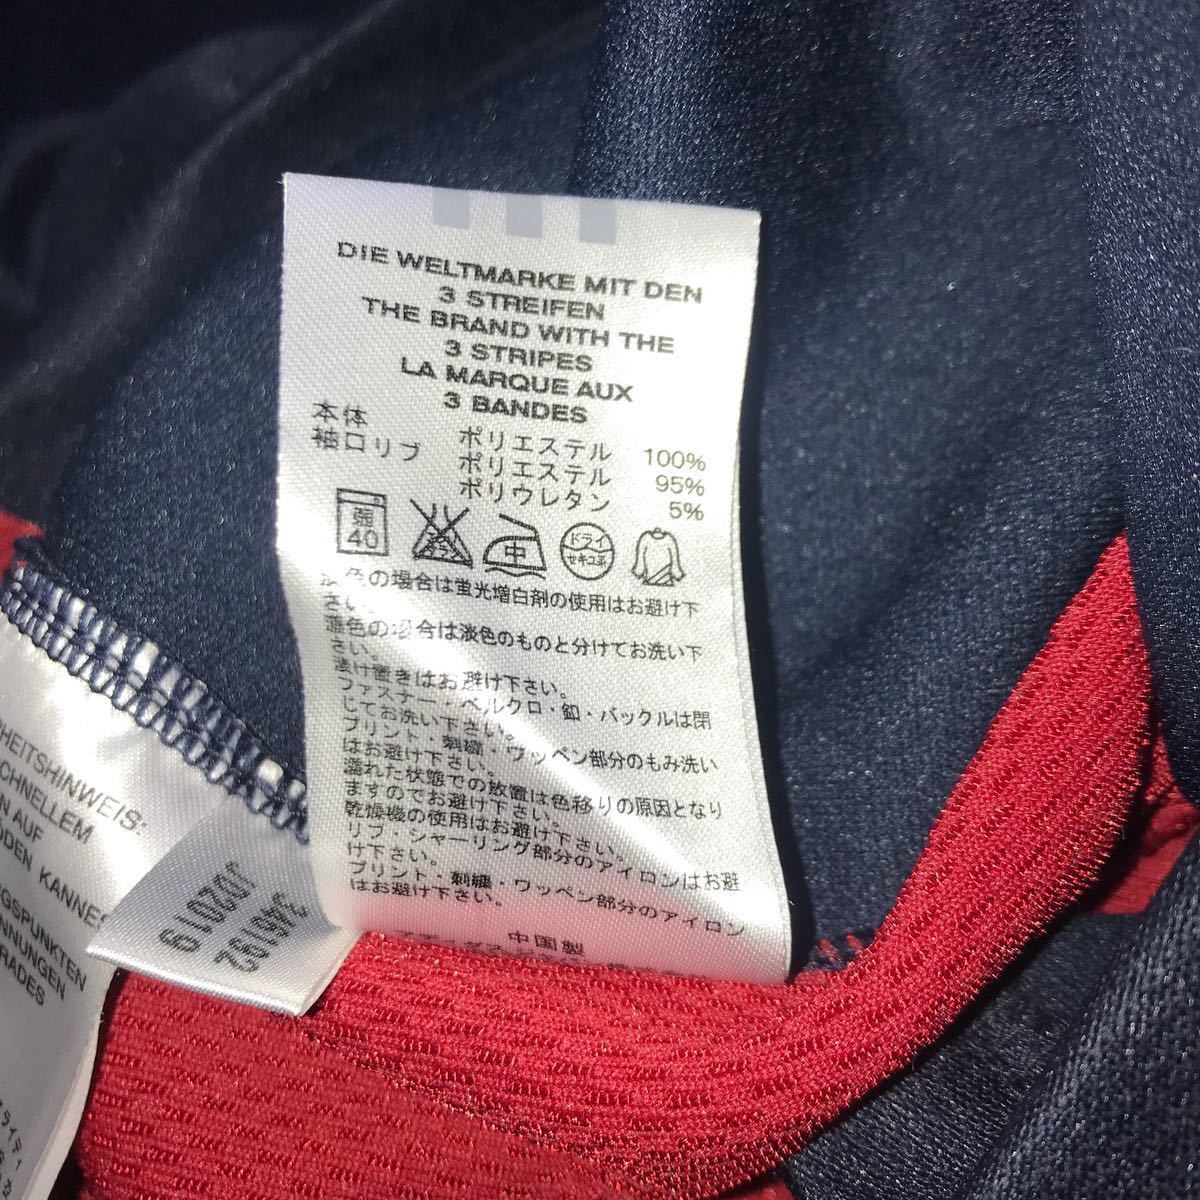 DIE WELTMARKE MIT DEN
3 STREIFEN
THE BRAND WITH THE
3 STRIPES
LA MARQUE AUX
3 BANDES
本体 ポリエステル 100%
袖口リブ ポリエステル 95%
ポリウレタン 5%
弱
40
中
ドライ
セキユ系
淡色の場合は蛍光増白剤の使用はお避け下
さい。
濃色の場合は淡色のものと分けてお洗い下
さい。
漬け置きはお避け下さい。
ファスナー・ベルクロ・釦・バックルは閉
じてお洗い下さい。
プリント・刺繍・ワッペン部分のもみ洗い
はお避け下さい。
濡れた状態での放置は色移りの原因となり
ますのでお避け下さい。
乾燥機の使用はお避け下さい。
リブ・シャーリング部分のアイロンはお避
け下さい。
プリント・刺繍・ワッペン部分のアイロン
はお避け下さい。
中国製
HEITSHINWEIS:
CHNELLEM
N AUF
ÖDEN KANNES
GSPUNKTEN
NNUNGEN
RADES
346192